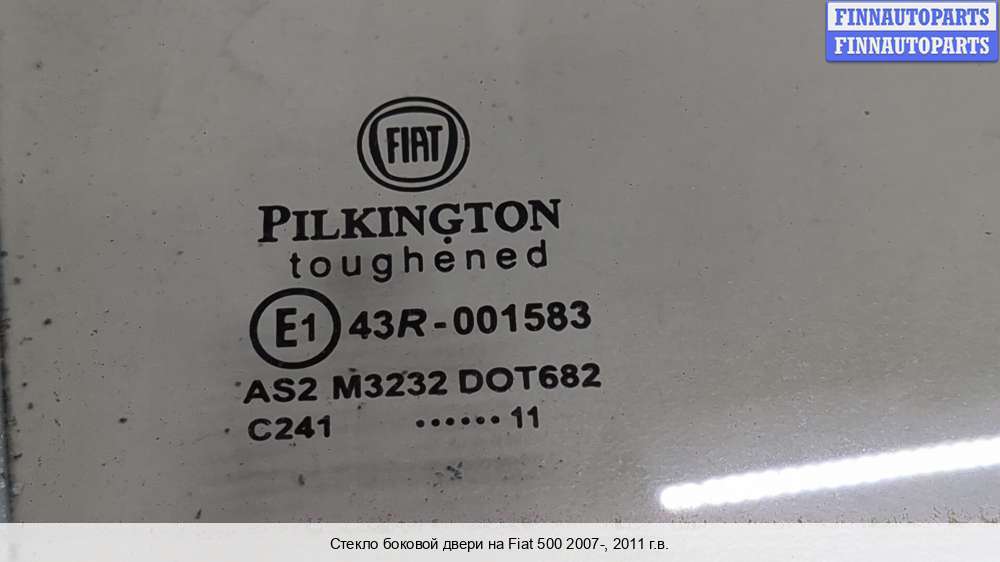 FINNAUTOPARTS
FINNAUTOPARTS
FIAT
PILKINGTON
toughened
E1 43R-001583
AS2 M3232 DOT682
C241 ······11
Стекло боковой двери на Fiat 500 2007-, 2011 г.в.